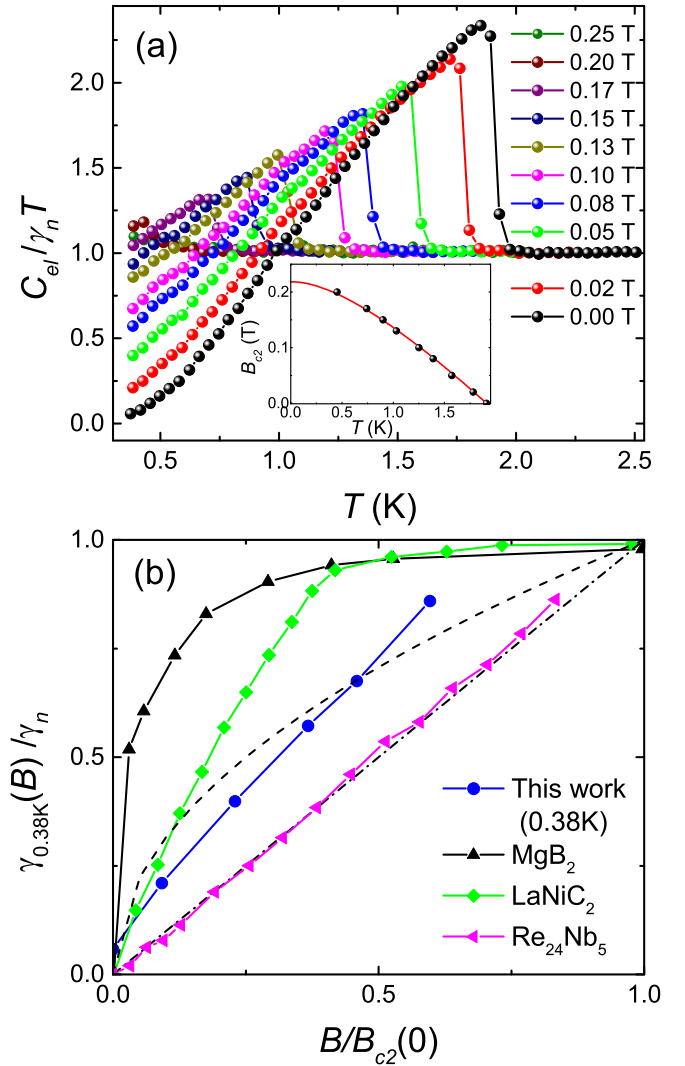 (a)
0.25 T
0.20 T
0.17 T
0.15 T
0.13 T
0.10 T
0.08 T
0.05 T
0.02 T
0.00 T
C_el/γ_nT
2.0
1.5
1.0
0.5
0.0
0.5
1.0
1.5
2.0
2.5
T (K)
B_c2 (T)
0.2
0.1
0.0
0.0
0.5
1.0
1.5
T (K)
(b)
γ_0.38K(B)/γ_n
1.0
0.5
0.0
0.0
0.5
1.0
B/B_c2(0)
This work
(0.38K)
MgB₂
LaNiC₂
Re₂₄Nb₅